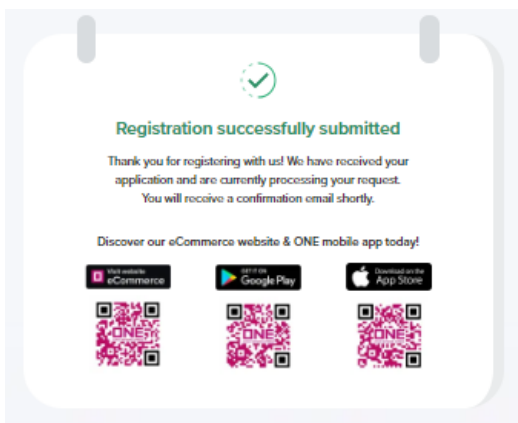 Registration successfully submitted
Thank you for registering with us! We have received your
application and are currently processing your request.
You will receive a confirmation email shortly.
Discover our eCommerce website & ONE mobile app today!
Visit website
eCommerce
GET IT ON
Google Play
Download on the
App Store
ONE
ONE
ONE